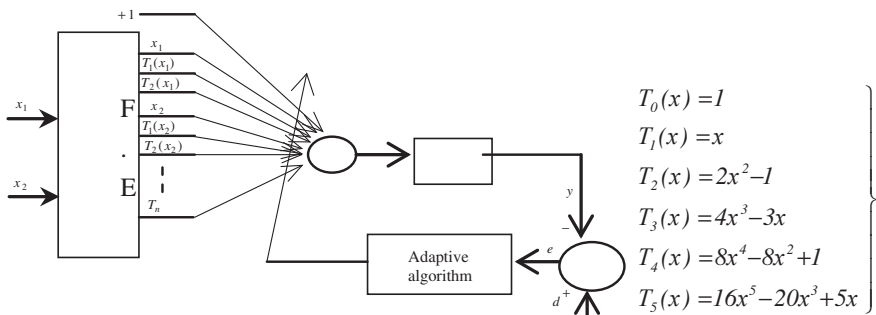 +1
x₁
T₁(x₁)
T₂(x₁)
x₂
T₁(x₂)
T₂(x₂)
Tₙ
x₁
x₂
F
.
E
y
−
e
d
+
Adaptive
algorithm
T₀(x)=1
T₁(x)=x
T₂(x)=2x²−1
T₃(x)=4x³−3x
T₄(x)=8x⁴−8x²+1
T₅(x)=16x⁵−20x³+5x